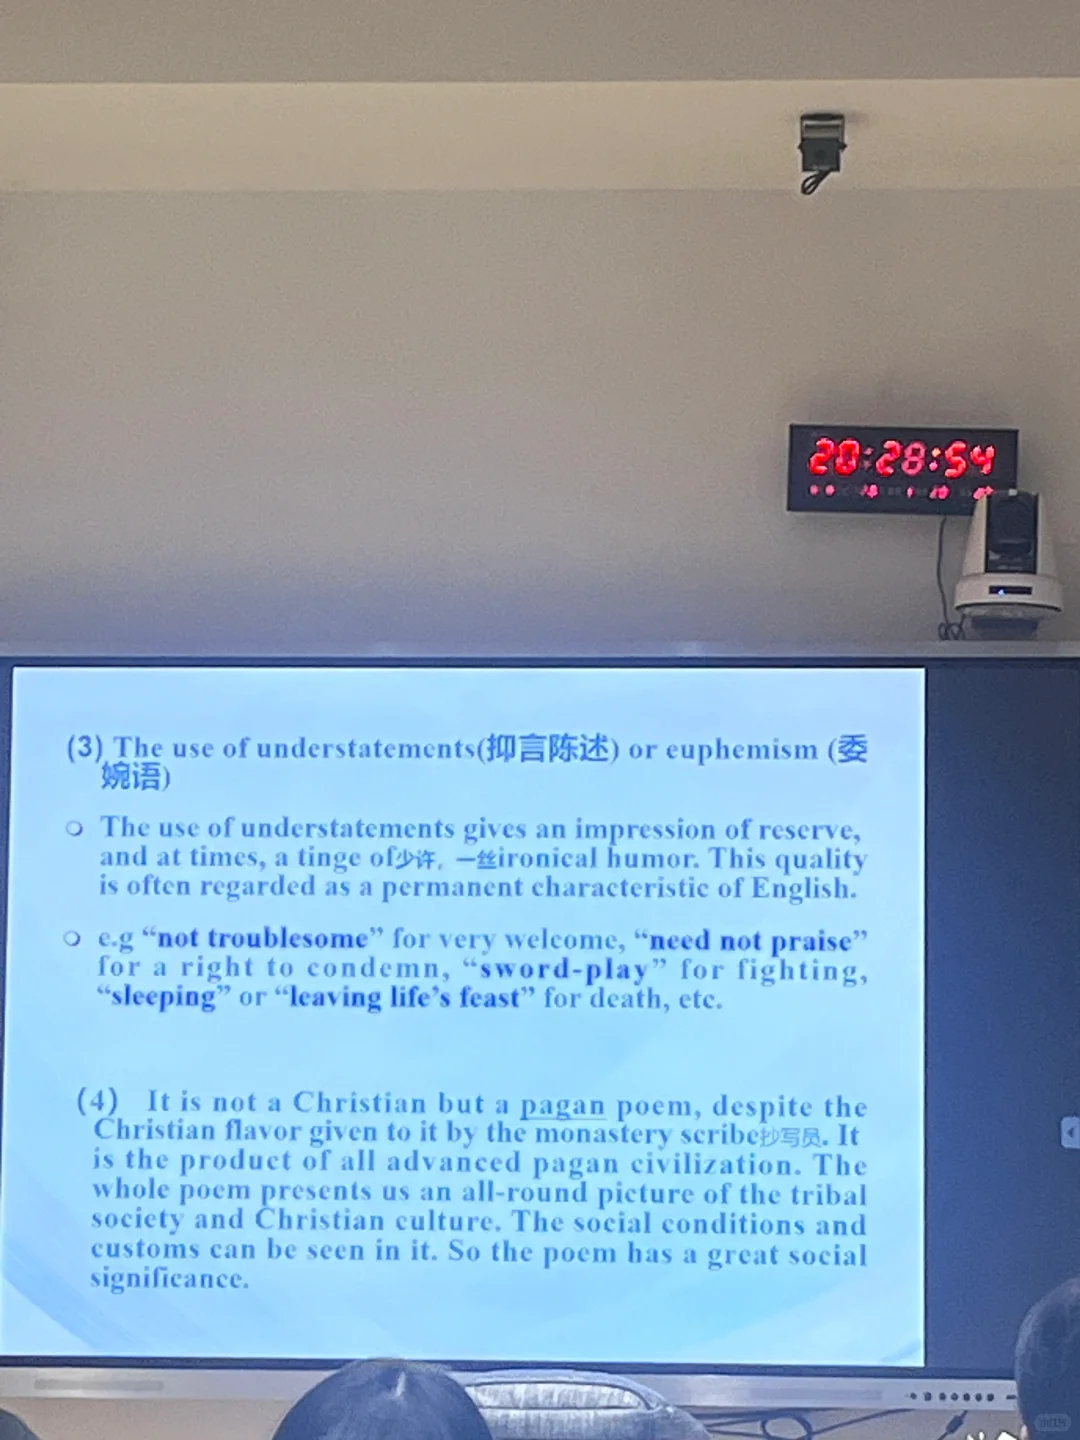 20:28:54
(3) The use of understatements(抑言陈述) or euphemism (委
婉语)
○ The use of understatements gives an impression of reserve,
and at times, a tinge of少许，一丝ironical humor. This quality
is often regarded as a permanent characteristic of English.
○ e.g “not troublesome” for very welcome, “need not praise”
for a right to condemn, “sword-play” for fighting,
“sleeping” or “leaving life’s feast” for death, etc.
(4) It is not a Christian but a pagan poem, despite the
Christian flavor given to it by the monastery scribe抄写员. It
is the product of all advanced pagan civilization. The
whole poem presents us an all-round picture of the tribal
society and Christian culture. The social conditions and
customs can be seen in it. So the poem has a great social
significance.